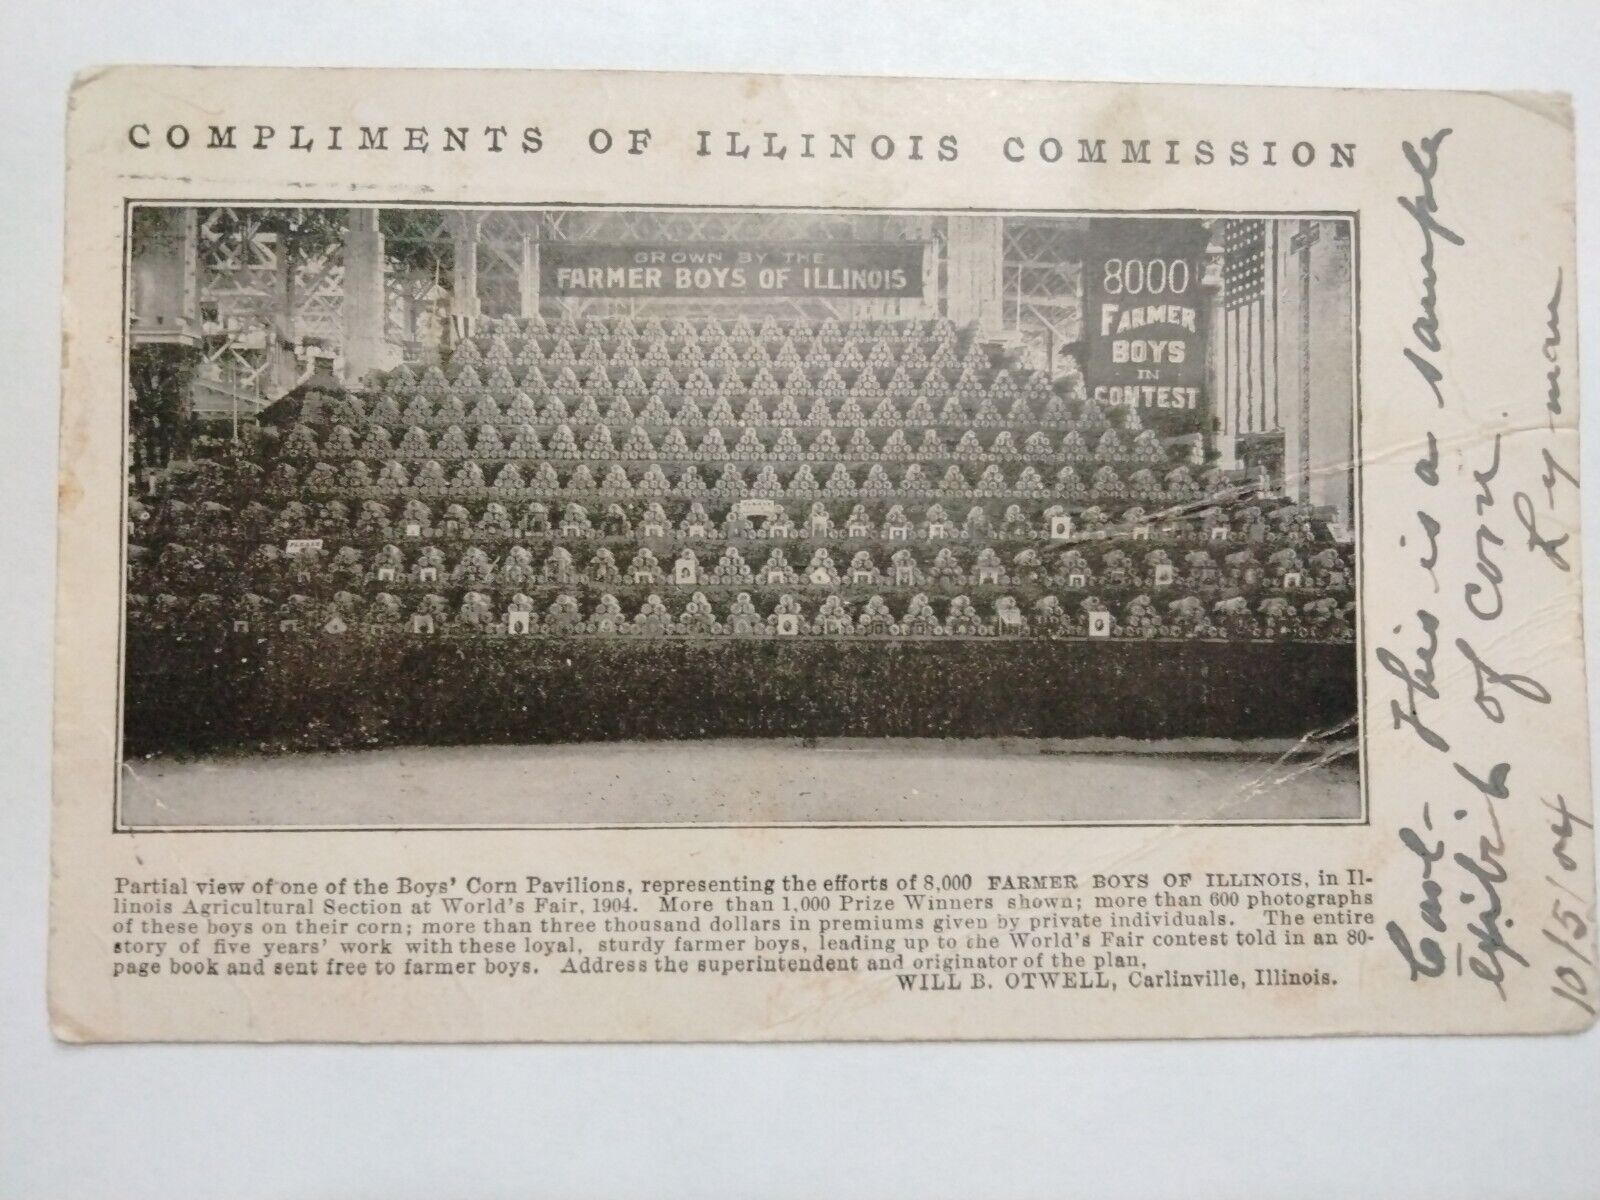 COMPLIMENTS OF ILLINOIS COMMISSION
GROWN BY THE
FARMER BOYS OF ILLINOIS
8000
FARMER
BOYS
IN
CONTEST
PLEASE
PLEASE
Partial view of one of the Boys' Corn Pavilions, representing the efforts of 8,000 FARMER BOYS OF ILLINOIS, in Il-
linois Agricultural Section at World's Fair, 1904. More than 1,000 Prize Winners shown; more than 600 photographs
of these boys on their corn; more than three thousand dollars in premiums given by private individuals. The entire
story of five years' work with these loyal, sturdy farmer boys, leading up to the World's Fair contest told in an 80-
page book and sent free to farmer boys. Address the superintendent and originator of the plan,
WILL B. OTWELL, Carlinville, Illinois.
This is a sample
exibit of corn.
10/5/04 Lyman